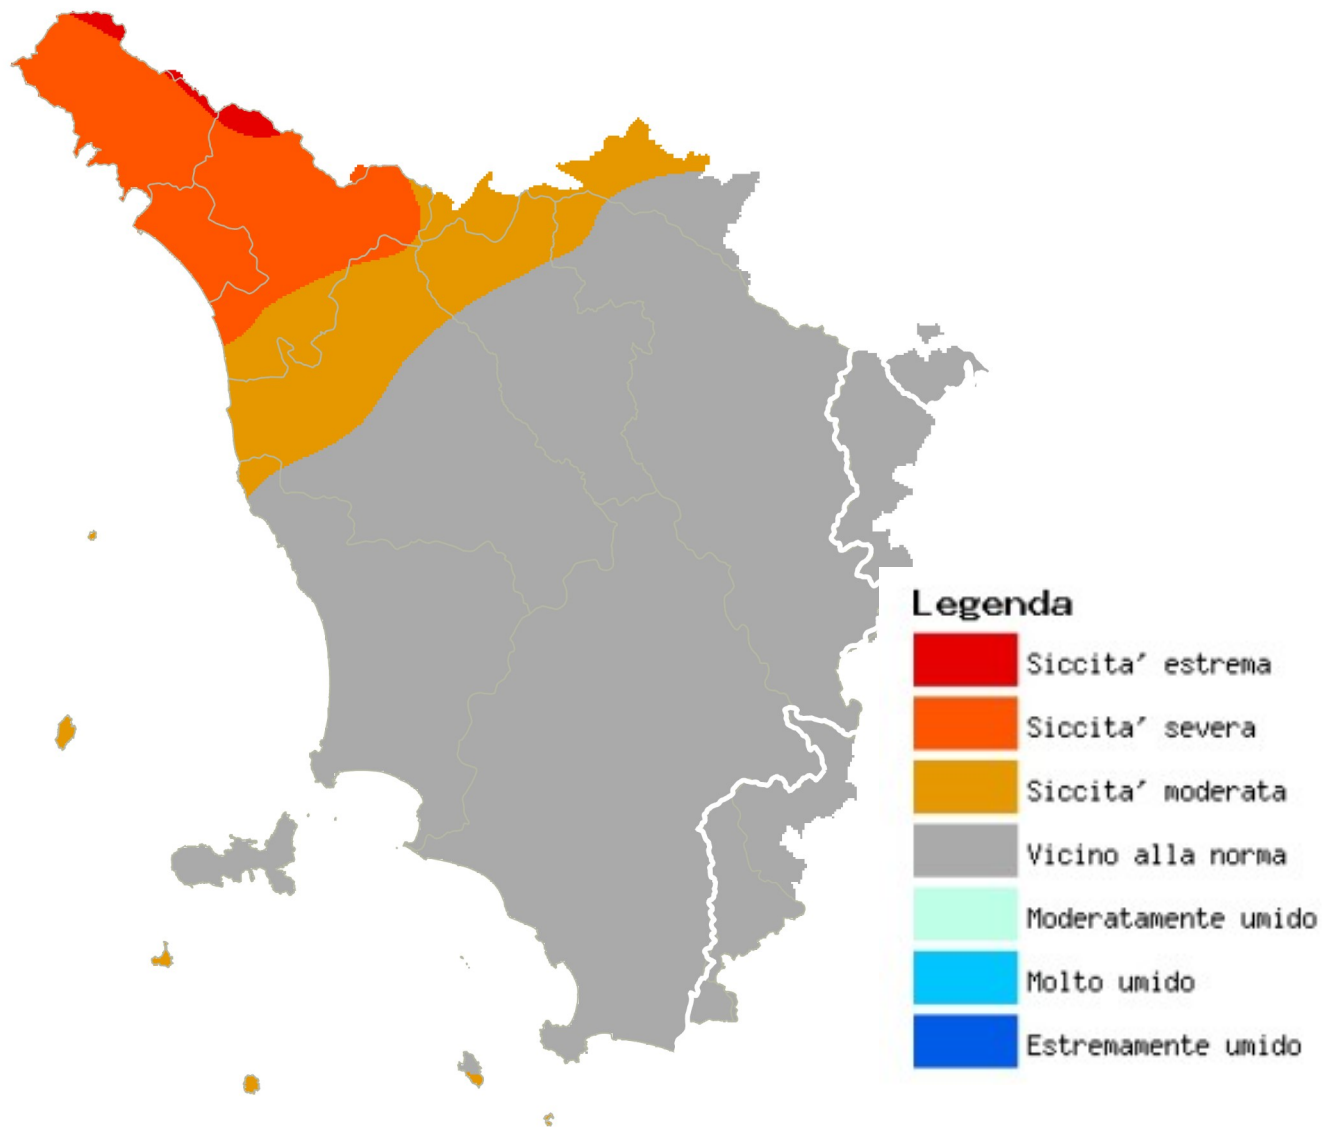 Legenda
Siccita' estrema
Siccita' severa
Siccita' moderata
Vicino alla norma
Moderatamente umido
Molto umido
Estremamente umido